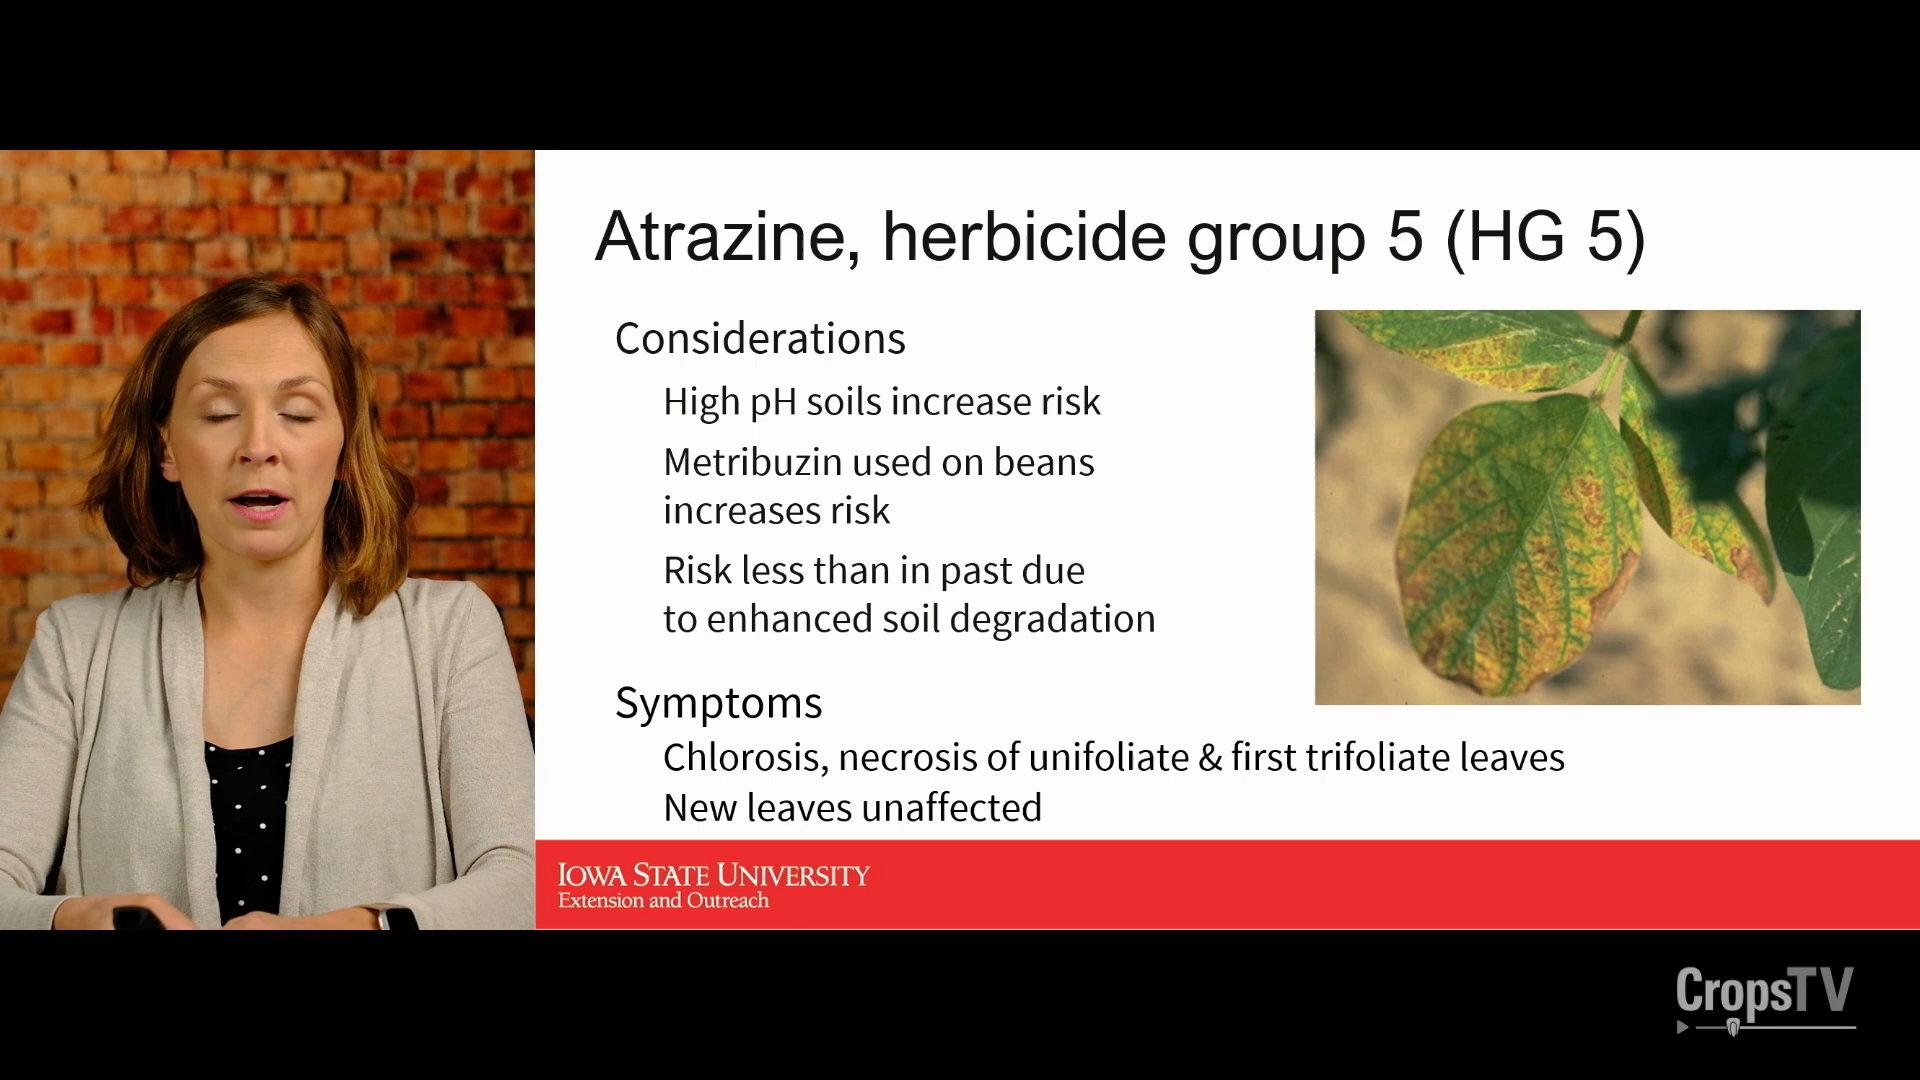 Atrazine, herbicide group 5 (HG 5)
Considerations
High pH soils increase risk
Metribuzin used on beans
increases risk
Risk less than in past due
to enhanced soil degradation
Symptoms
Chlorosis, necrosis of unifoliate & first trifoliate leaves
New leaves unaffected
IOWA STATE UNIVERSITY
Extension and Outreach
CropsTV